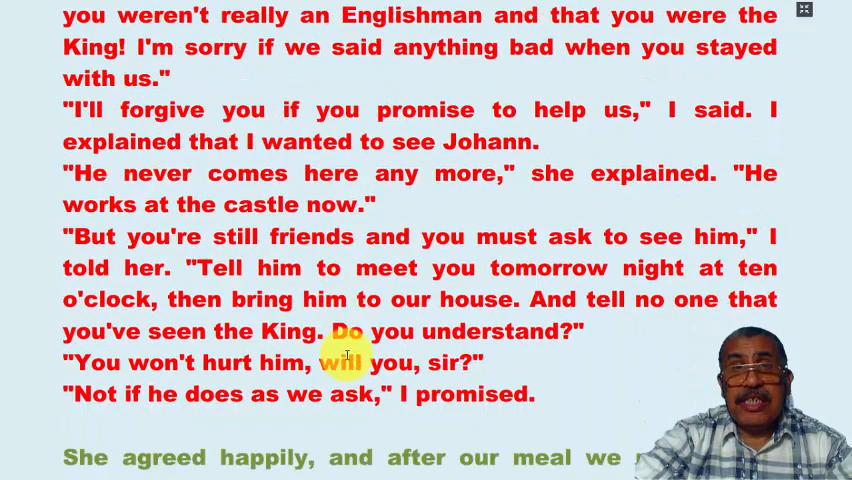 you weren't really an Englishman and that you were the
King! I'm sorry if we said anything bad when you stayed
with us."
"I'll forgive you if you promise to help us," I said. I
explained that I wanted to see Johann.
"He never comes here any more," she explained. "He
works at the castle now."
"But you're still friends and you must ask to see him," I
told her. "Tell him to meet you tomorrow night at ten
o'clock, then bring him to our house. And tell no one that
you've seen the King. Do you understand?"
"You won't hurt him, will you, sir?"
"Not if he does as we ask," I promised.
She agreed happily, and after our meal we